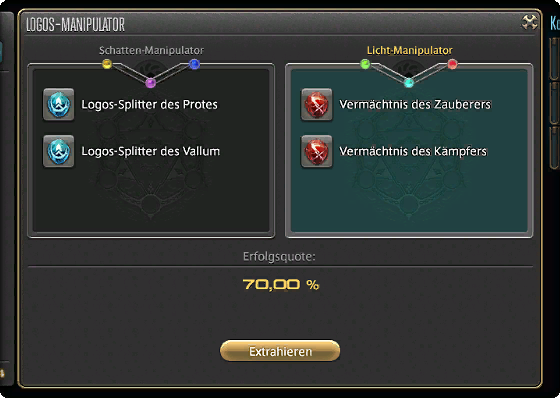 LOGOS-MANIPULATOR
Schatten-Manipulator
Licht-Manipulator
Logos-Splitter des Protes
Vermächtnis des Zauberers
Logos-Splitter des Vallum
Vermächtnis des Kämpfers
Erfolgsquote:
70,00 %
Extrahieren